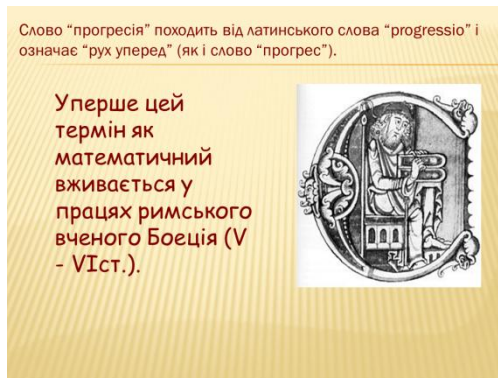 Слово “прогресія” походить від латинського слова “progressio” і
означає “рух уперед” (як і слово “прогрес”).
Уперше цей
термін як
математичний
вживається у
працях римського
вченого Боеція (V
- VIст.).